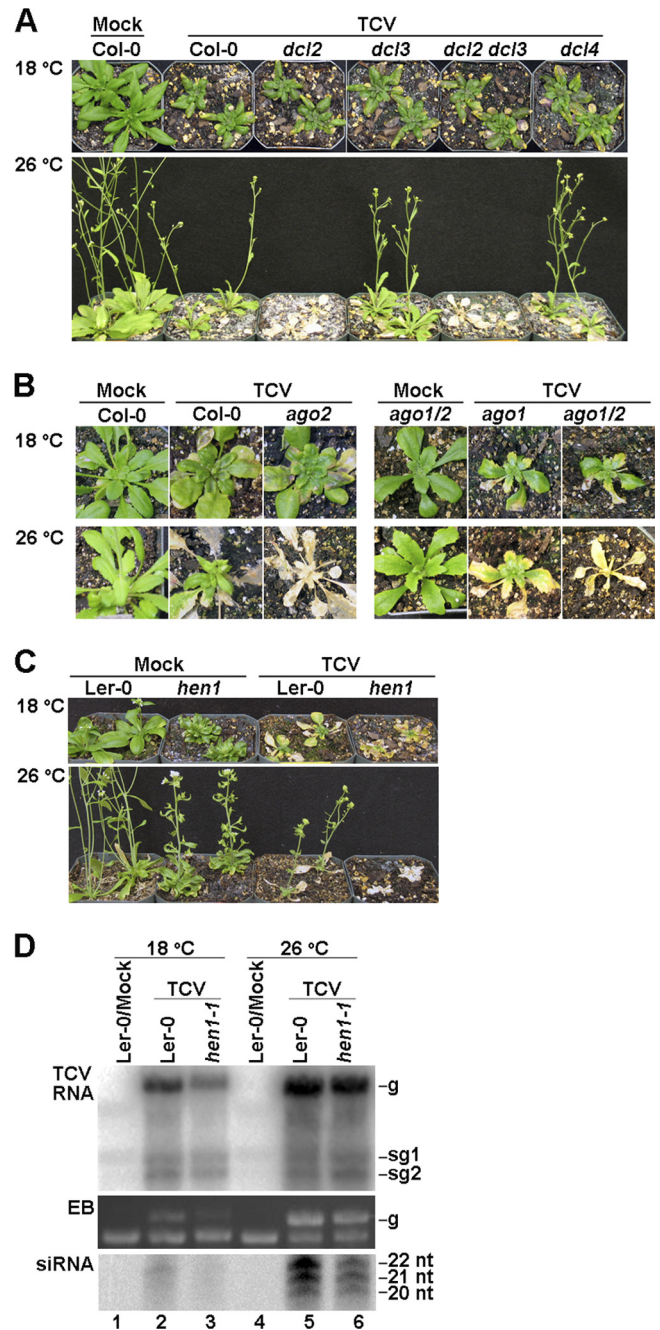 A
Mock
TCV
Col-0
Col-0
dcl2
dcl3
dcl2 dcl3
dcl4
18 °C
26 °C
B
Mock
TCV
Mock
TCV
Col-0
Col-0
ago2
ago1/2
ago1
ago1/2
18 °C
26 °C
C
Mock
TCV
Ler-0
hen1
Ler-0
hen1
18 °C
26 °C
D
18 °C
26 °C
TCV
TCV
Ler-0/Mock
Ler-0
hen1-1
Ler-0/Mock
Ler-0
hen1-1
TCV
RNA
-g
-sg1
-sg2
EB
-g
siRNA
-22 nt
-21 nt
-20 nt
1 2 3 4 5 6